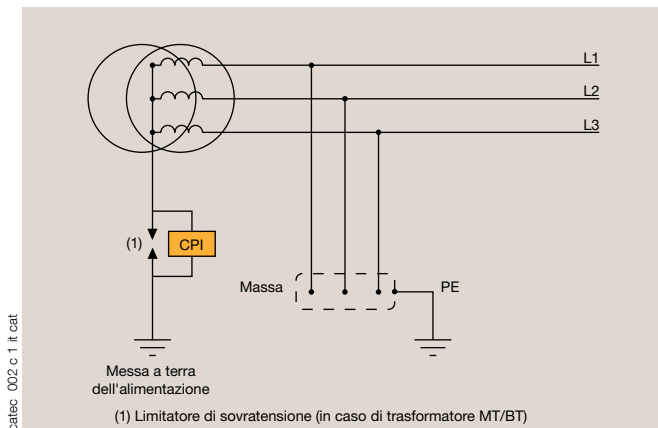 L1
L2
L3
(1)
CPI
Massa
PE
Messa a terra
dell'alimentazione
(1) Limitatore di sovratensione (in caso di trasformatore MT/BT)
catec 002 c 1 it cat